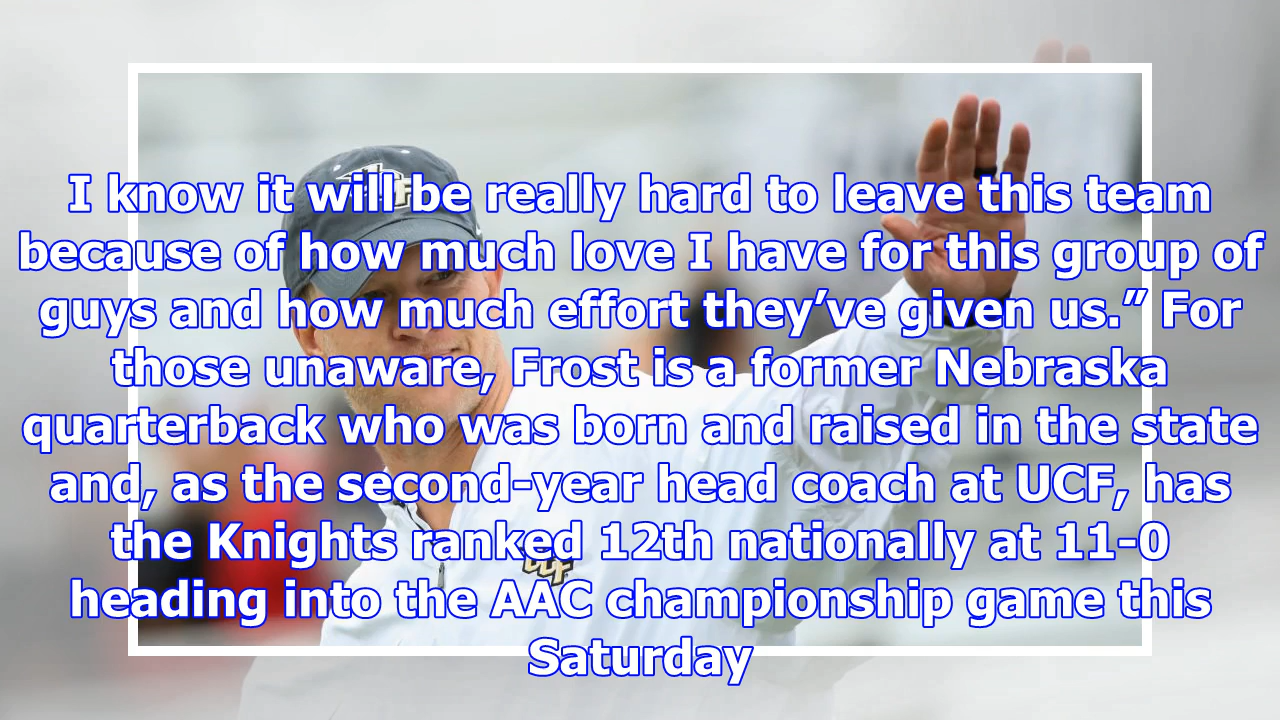 I know it will be really hard to leave this team
because of how much love I have for this group of
guys and how much effort they’ve given us.” For
those unaware, Frost is a former Nebraska
quarterback who was born and raised in the state
and, as the second-year head coach at UCF, has
the Knights ranked 12th nationally at 11-0
heading into the AAC championship game this
Saturday
UCF